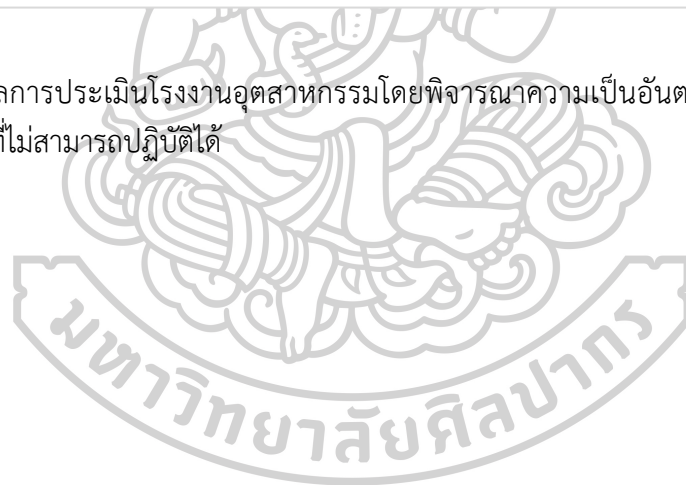 ลการประเมินโรงงานอุตสาหกรรมโดยพิจารณาความเป็นอันต
ที่ไม่สามารถปฏิบัติได้
มหาวิทยาลัยศิลปากร